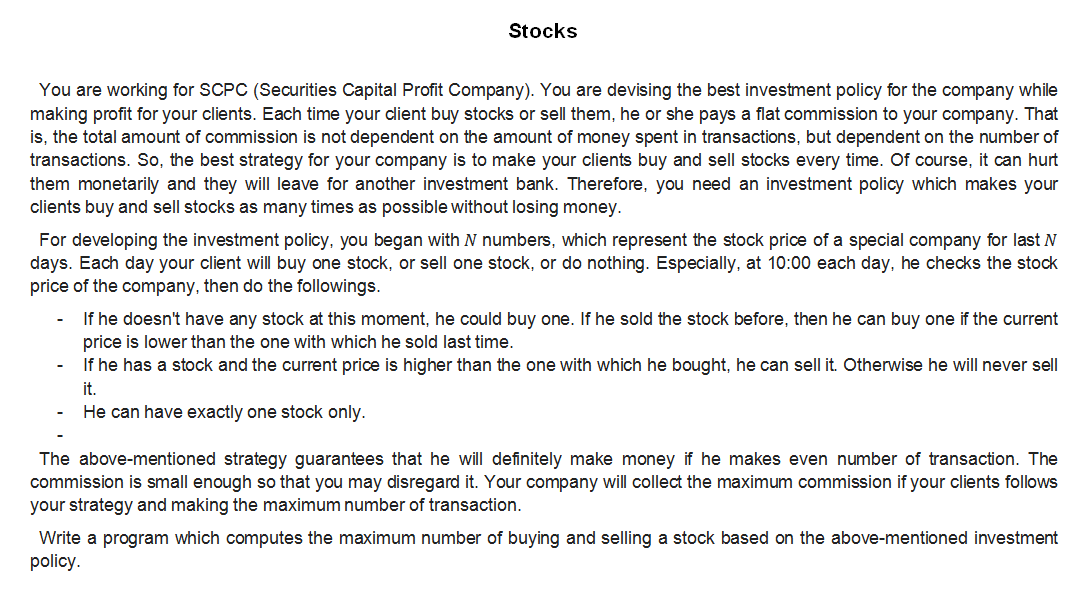 Stocks
You are working for SCPC (Securities Capital Profit Company). You are devising the best investment policy for the company while
making profit for your clients. Each time your client buy stocks or sell them, he or she pays a flat commission to your company. That
is, the total amount of commission is not dependent on the amount of money spent in transactions, but dependent on the number of
transactions. So, the best strategy for your company is to make your clients buy and sell stocks every time. Of course, it can hurt
them monetarily and they will leave for another investment bank. Therefore, you need an investment policy which makes your
clients buy and sell stocks as many times as possible without losing money.
For developing the investment policy, you began with N numbers, which represent the stock price of a special company for last N
days. Each day your client will buy one stock, or sell one stock, or do nothing. Especially, at 10:00 each day, he checks the stock
price of the company, then do the followings.
- If he doesn't have any stock at this moment, he could buy one. If he sold the stock before, then he can buy one if the current
price is lower than the one with which he sold last time.
- If he has a stock and the current price is higher than the one with which he bought, he can sell it. Otherwise he will never sell
it.
- He can have exactly one stock only.
-
The above-mentioned strategy guarantees that he will definitely make money if he makes even number of transaction. The
commission is small enough so that you may disregard it. Your company will collect the maximum commission if your clients follows
your strategy and making the maximum number of transaction.
Write a program which computes the maximum number of buying and selling a stock based on the above-mentioned investment
policy.